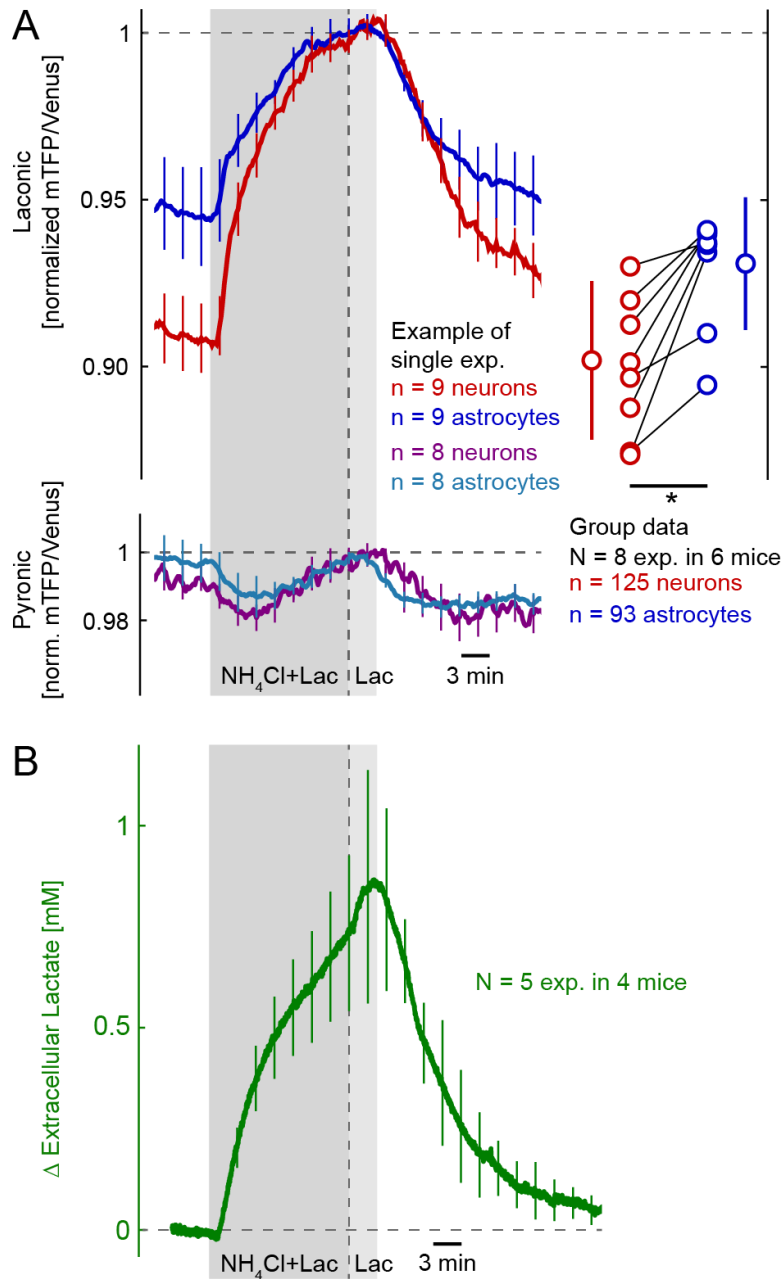 A
Laconic
[normalized mTFP/Venus]
1
0.95
0.90
Example of
single exp.
n = 9 neurons
n = 9 astrocytes
n = 8 neurons
n = 8 astrocytes
*
Group data
N = 8 exp. in 6 mice
n = 125 neurons
n = 93 astrocytes
Pyronic
[norm. mTFP/Venus]
1
0.98
NH₄Cl+Lac
Lac
3 min
B
Δ Extracellular Lactate [mM]
1
0.5
0
N = 5 exp. in 4 mice
NH₄Cl+Lac
Lac
3 min